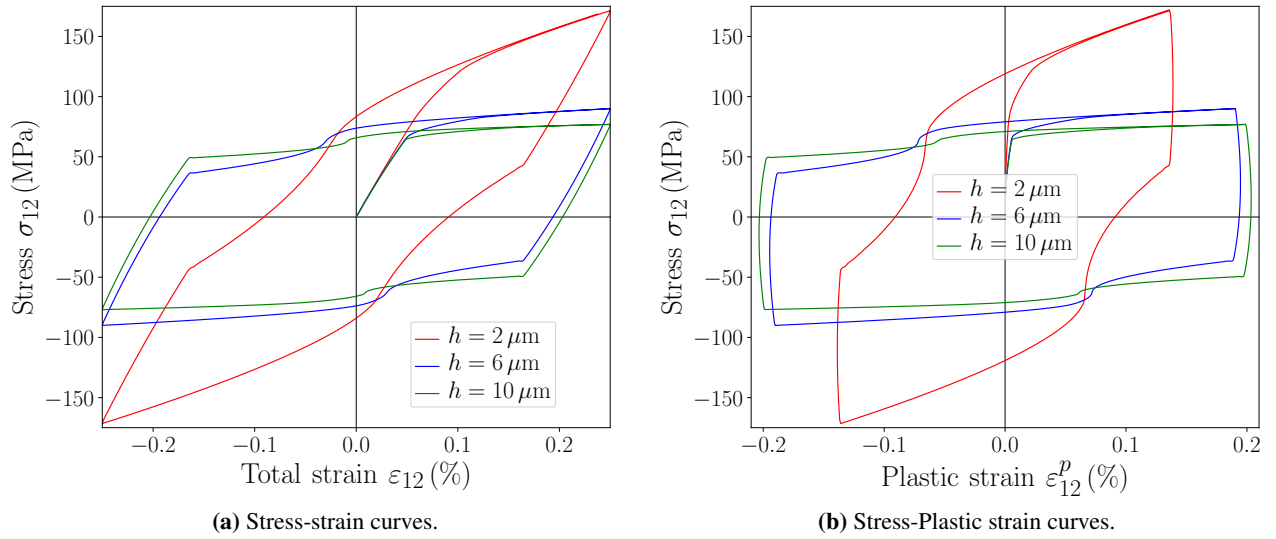 150
100
50
0
−50
−100
−150
Stress σ12 (MPa)
−0.2 −0.1 0.0 0.1 0.2
Total strain ε12 (%)
h = 2 μm
h = 6 μm
h = 10 μm
(a) Stress-strain curves.
150
100
50
0
−50
−100
−150
Stress σ12 (MPa)
−0.2 −0.1 0.0 0.1 0.2
Plastic strain ε^p_12 (%)
h = 2 μm
h = 6 μm
h = 10 μm
(b) Stress-Plastic strain curves.